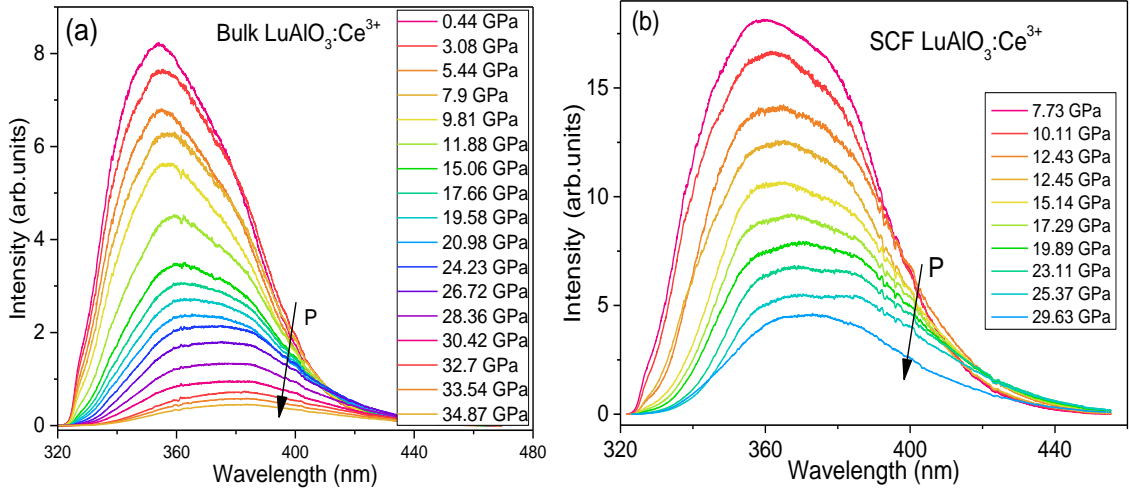 (a)
Bulk LuAlO₃:Ce³⁺
0.44 GPa
3.08 GPa
5.44 GPa
7.9 GPa
9.81 GPa
11.88 GPa
15.06 GPa
17.66 GPa
19.58 GPa
20.98 GPa
24.23 GPa
26.72 GPa
28.36 GPa
30.42 GPa
32.7 GPa
33.54 GPa
34.87 GPa
P
Intensity (arb.units)
8
6
4
2
0
320 360 400 440 480
Wavelength (nm)
(b)
SCF LuAlO₃:Ce³⁺
7.73 GPa
10.11 GPa
12.43 GPa
12.45 GPa
15.14 GPa
17.29 GPa
19.89 GPa
23.11 GPa
25.37 GPa
29.63 GPa
P
Intensity (arb.units)
15
10
5
0
320 360 400 440
Wavelength (nm)